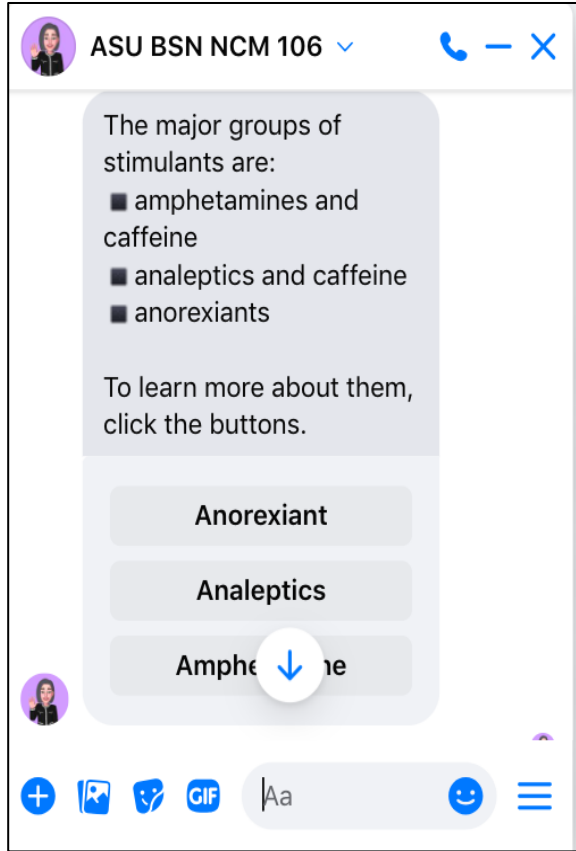 ASU BSN NCM 106
The major groups of
stimulants are:
amphetamines and
caffeine
analeptics and caffeine
anorexiants
To learn more about them,
click the buttons.
Anorexiant
Analeptics
GIF
Aa